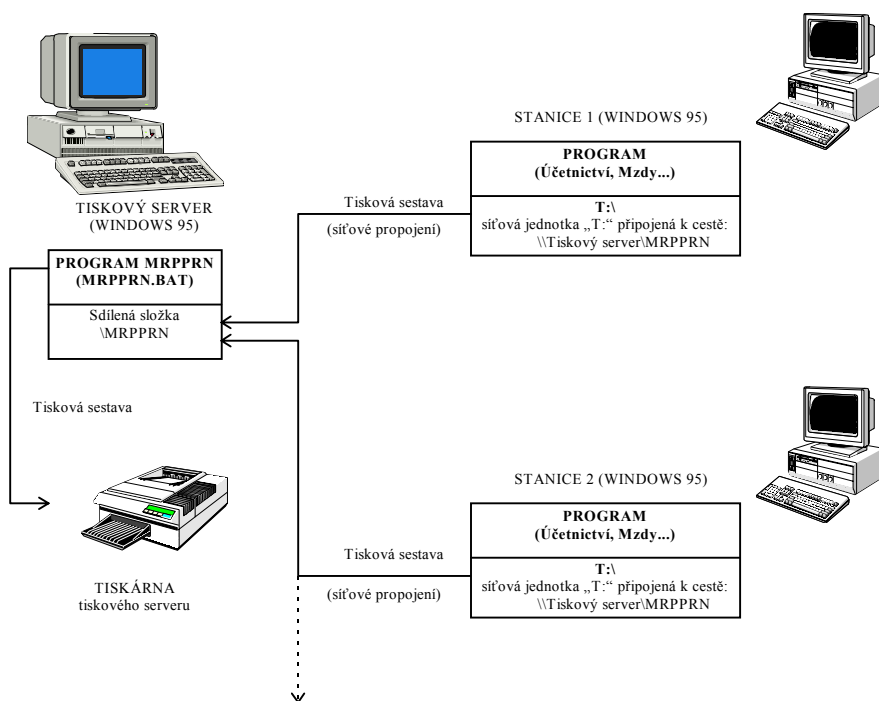 STANICE 1 (WINDOWS 95)
PROGRAM
(Účetnictví, Mzdy...)
T:\
síťová jednotka „T:“ připojená k cestě:
\\Tiskový server\MRPPRN
Tisková sestava
(síťové propojení)
TISKOVÝ SERVER
(WINDOWS 95)
PROGRAM MRPPRN
(MRPPRN.BAT)
Sdílená složka
\MRPPRN
Tisková sestava
TISKÁRNA
tiskového serveru
STANICE 2 (WINDOWS 95)
PROGRAM
(Účetnictví, Mzdy...)
T:\
síťová jednotka „T:“ připojená k cestě:
\\Tiskový server\MRPPRN
Tisková sestava
(síťové propojení)